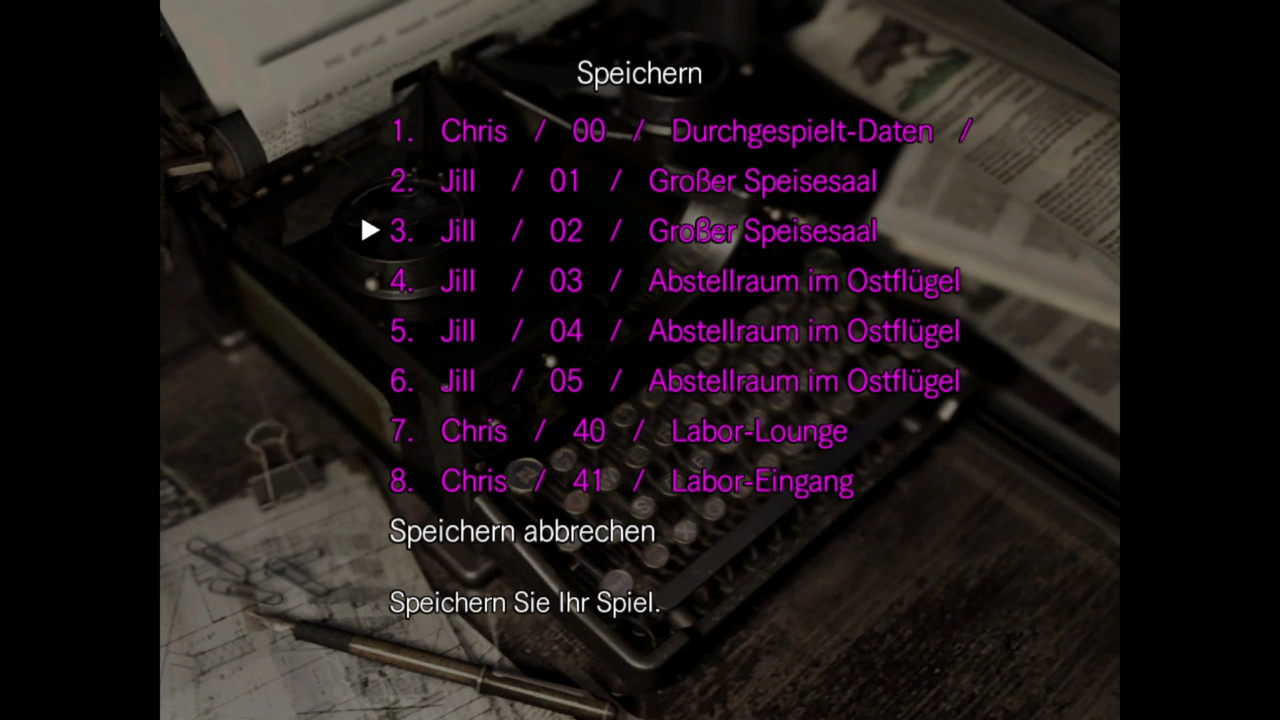 Speichern
1. Chris / 00 / Durchgespielt-Daten /
2. Jill / 01 / Großer Speisesaal
3. Jill / 02 / Großer Speisesaal
4. Jill / 03 / Abstellraum im Ostflügel
5. Jill / 04 / Abstellraum im Ostflügel
6. Jill / 05 / Abstellraum im Ostflügel
7. Chris / 40 / Labor-Lounge
8. Chris / 41 / Labor-Eingang
Speichern abbrechen
Speichern Sie Ihr Spiel.